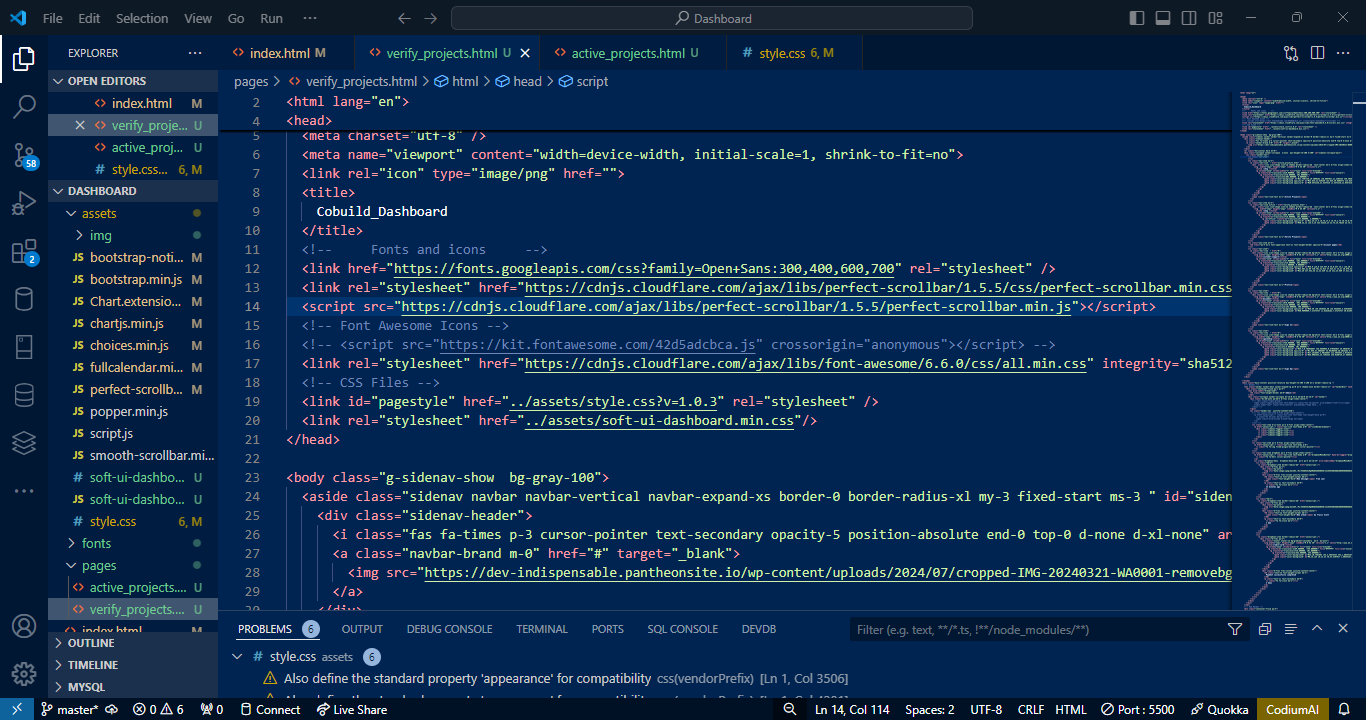 File Edit Selection View Go Run ··· Dashboard
EXPLORER ···
OPEN EDITORS
index.html M
verify_proje... U
active_proj... U
style.css... 6, M
DASHBOARD
assets
img
JS bootstrap-noti... M
JS bootstrap.min.js M
JS Chart.extensio... M
JS chartjs.min.js M
JS choices.min.js M
JS fullcalendar.mi... M
JS perfect-scrollb... M
JS popper.min.js
JS script.js
JS smooth-scrollbar.mi...
# soft-ui-dashbo... U
# soft-ui-dashbo... U
# style.css 6, M
fonts
pages
active_projects.... U
verify_projects.... U
index.html M
OUTLINE
TIMELINE
MYSQL
58
2
index.html M verify_projects.html U active_projects.html U # style.css 6, M
pages > verify_projects.html > html > head > script
2 <html lang="en">
4 <head>
5 <meta charset="utf-8" />
6 <meta name="viewport" content="width=device-width, initial-scale=1, shrink-to-fit=no">
7 <link rel="icon" type="image/png" href="">
8 <title>
9 Cobuild_Dashboard
10 </title>
11 <!--     Fonts and icons     -->
12 <link href="https://fonts.googleapis.com/css?family=Open+Sans:300,400,600,700" rel="stylesheet" />
13 <link rel="stylesheet" href="https://cdnjs.cloudflare.com/ajax/libs/perfect-scrollbar/1.5.5/css/perfect-scrollbar.min.css
14 <script src="https://cdnjs.cloudflare.com/ajax/libs/perfect-scrollbar/1.5.5/perfect-scrollbar.min.js"></script>
15 <!-- Font Awesome Icons -->
16 <!-- <script src="https://kit.fontawesome.com/42d5adcbca.js" crossorigin="anonymous"></script> -->
17 <link rel="stylesheet" href="https://cdnjs.cloudflare.com/ajax/libs/font-awesome/6.6.0/css/all.min.css" integrity="sha512
18 <!-- CSS Files -->
19 <link id="pagestyle" href="../assets/style.css?v=1.0.3" rel="stylesheet" />
20 <link rel="stylesheet" href="../assets/soft-ui-dashboard.min.css"/>
21 </head>
22
23 <body class="g-sidenav-show  bg-gray-100">
24 <aside class="sidenav navbar navbar-vertical navbar-expand-xs border-0 border-radius-xl my-3 fixed-start ms-3 " id="siden
25 <div class="sidenav-header">
26 <i class="fas fa-times p-3 cursor-pointer text-secondary opacity-5 position-absolute end-0 top-0 d-none d-xl-none" ar
27 <a class="navbar-brand m-0" href="#" target="_blank">
28 <img src="https://dev-indispensable.pantheonsite.io/wp-content/uploads/2024/07/cropped-IMG-20240321-WA0001-removebg
29 </a>
30 </div>
PROBLEMS 6 OUTPUT DEBUG CONSOLE TERMINAL PORTS SQL CONSOLE DEVDB Filter (e.g. text, **/*.ts, !**/node_modules/**)
# style.css assets 6
Also define the standard property 'appearance' for compatibility css(vendorPrefix) [Ln 1, Col 3506]
master* 0 6 0 Connect Live Share Ln 14, Col 114 Spaces: 2 UTF-8 CRLF HTML Port : 5500 Quokka CodiumAI